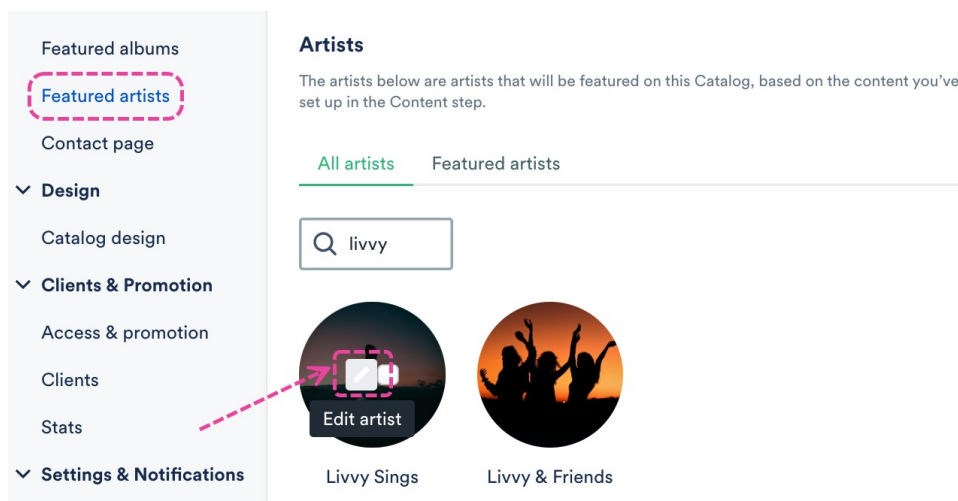 Featured albums
Featured artists
Contact page
Design
Catalog design
Clients & Promotion
Access & promotion
Clients
Stats
Settings & Notifications
Artists
The artists below are artists that will be featured on this Catalog, based on the content you've
set up in the Content step.
All artists Featured artists
livvy
Edit artist
Livvy Sings Livvy & Friends